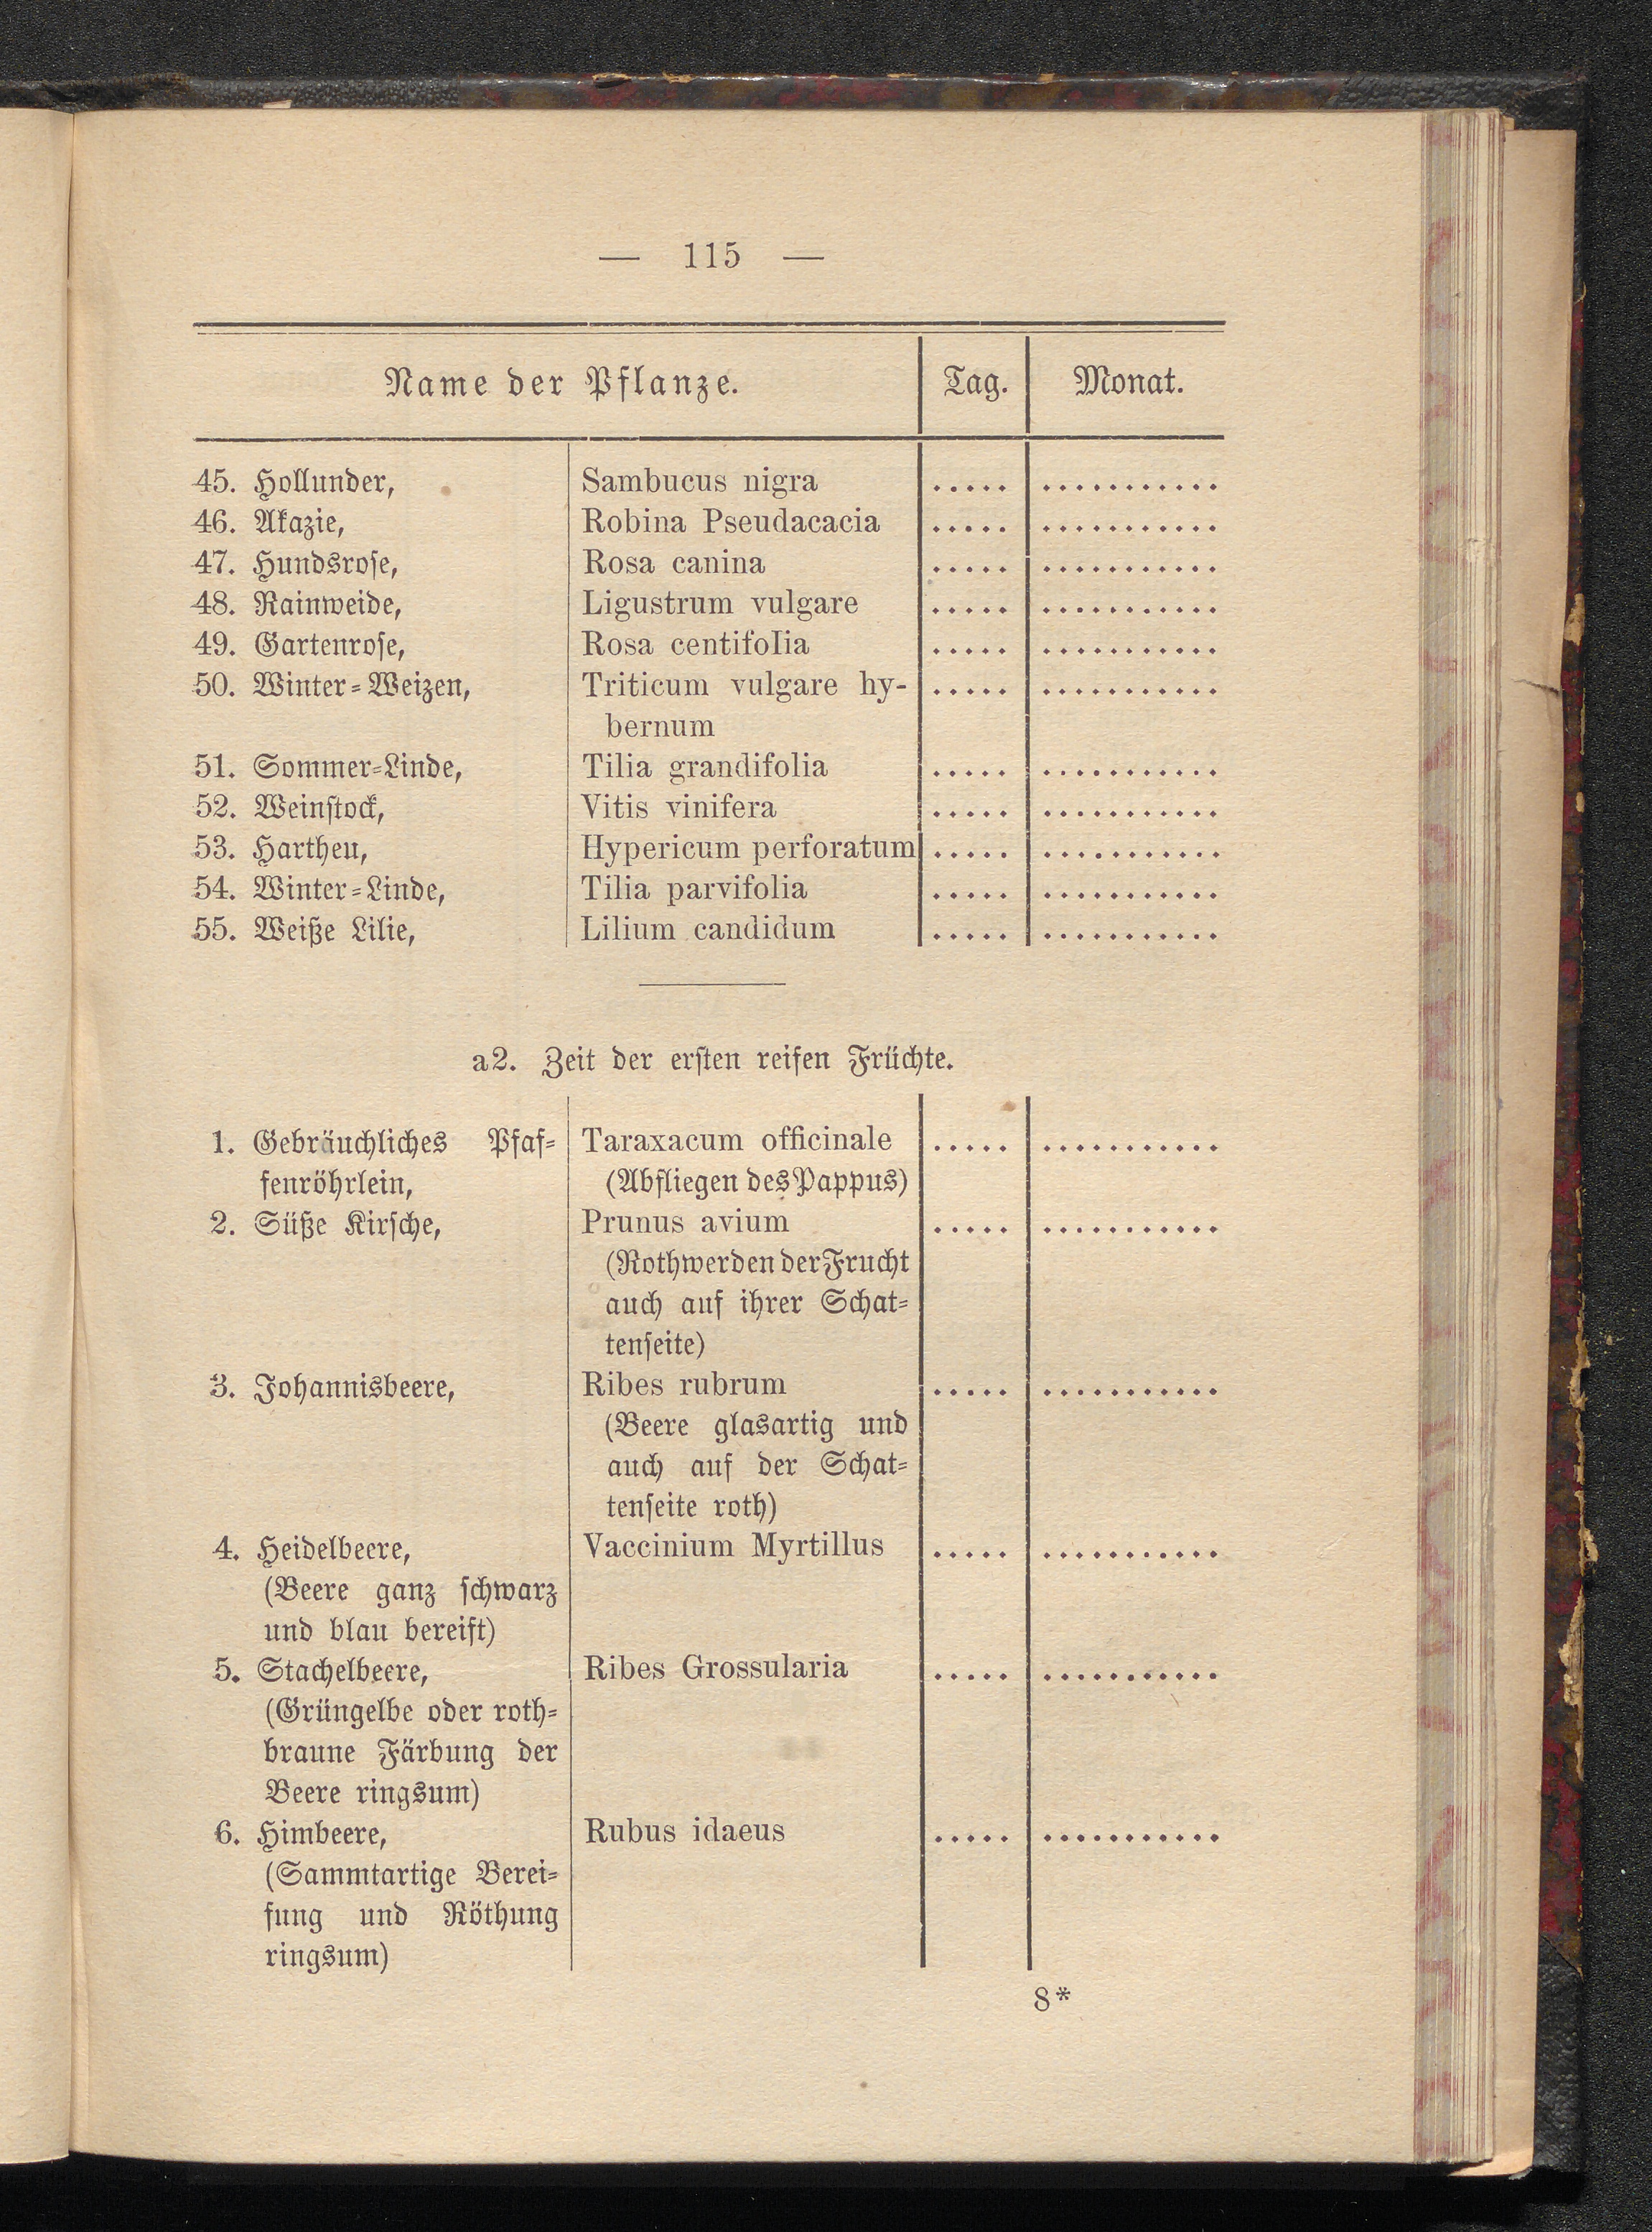 — 115 —
Name der Pflanze. Tag. Monat.
45. Hollunder, Sambucus nigra ..... ...........
46. Akazie, Robina Pseudacacia ..... ...........
47. Hundsrose, Rosa canina ..... ...........
48. Rainweide, Ligustrum vulgare ..... ...........
49. Gartenrose, Rosa centifolia ..... ...........
50. Winter-Weizen, Triticum vulgare hy- ..... ...........
bernum
51. Sommer-Linde, Tilia grandifolia ..... ...........
52. Weinstock, Vitis vinifera ..... ...........
53. Hartheu, Hypericum perforatum ..... ...........
54. Winter-Linde, Tilia parvifolia ..... ...........
55. Weiße Lilie, Lilium candidum ..... ...........
a2. Zeit der ersten reifen Früchte.
1. Gebräuchliches Pfaf- Taraxacum officinale ..... ...........
fenröhrlein, (Abfliegen des Pappus)
2. Süße Kirsche, Prunus avium ..... ...........
(Rothwerden der Frucht
auch auf ihrer Schat-
tenseite)
3. Johannisbeere, Ribes rubrum ..... ...........
(Beere glasartig und
auch auf der Schat-
tenseite roth)
4. Heidelbeere, Vaccinium Myrtillus ..... ...........
(Beere ganz schwarz
und blau bereift)
5. Stachelbeere, Ribes Grossularia ..... ...........
(Grüngelbe oder roth-
braune Färbung der
Beere ringsum)
6. Himbeere, Rubus idaeus ..... ...........
(Sammtartige Berei-
fung und Röthung
ringsum)
8*